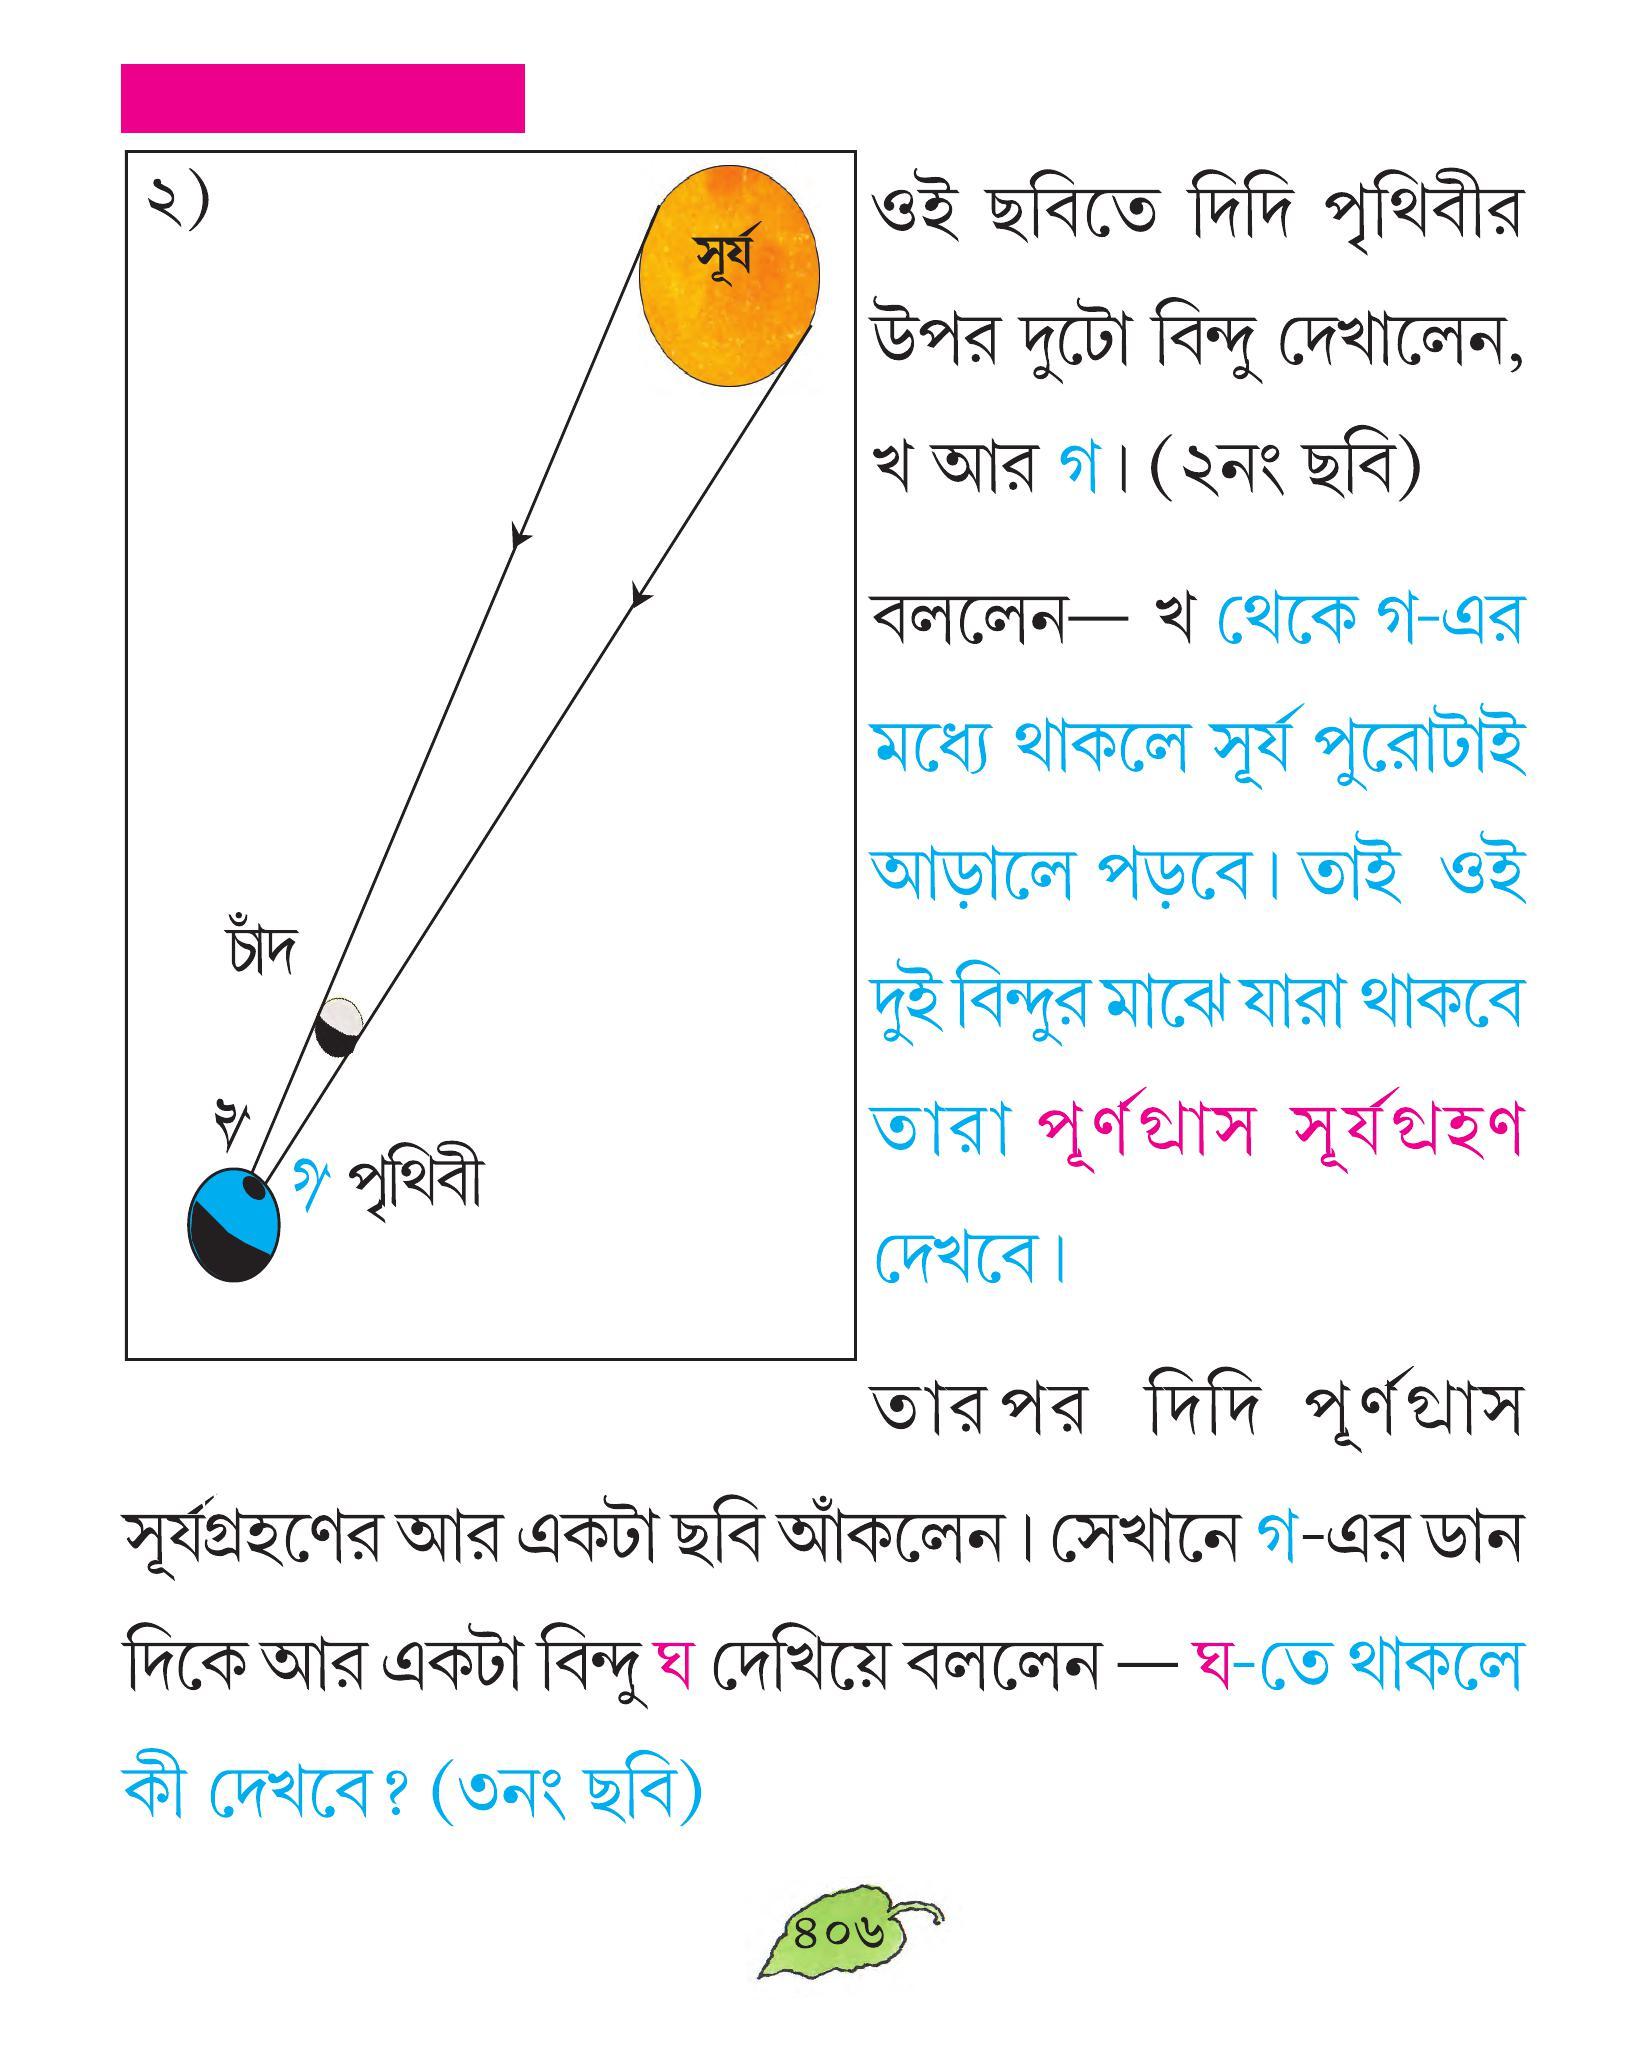 ২)
সূর্য
চাঁদ
খ
গ পৃথিবী
ওই ছবিতে দিদি পৃথিবীর
উপর দুটো বিন্দু দেখালেন,
খ আর গ। (২নং ছবি)
বললেন— খ থেকে গ-এর
মধ্যে থাকলে সূর্য পুরোটাই
আড়ালে পড়বে। তাই ওই
দুই বিন্দুর মাঝে যারা থাকবে
তারা পূর্ণগ্রাস সূর্যগ্রহণ
দেখবে।
তারপর দিদি পূর্ণগ্রাস
সূর্যগ্রহণের আর একটা ছবি আঁকলেন। সেখানে গ-এর ডান
দিকে আর একটা বিন্দু ঘ দেখিয়ে বললেন — ঘ-তে থাকলে
কী দেখবে? (৩নং ছবি)
৪০৬